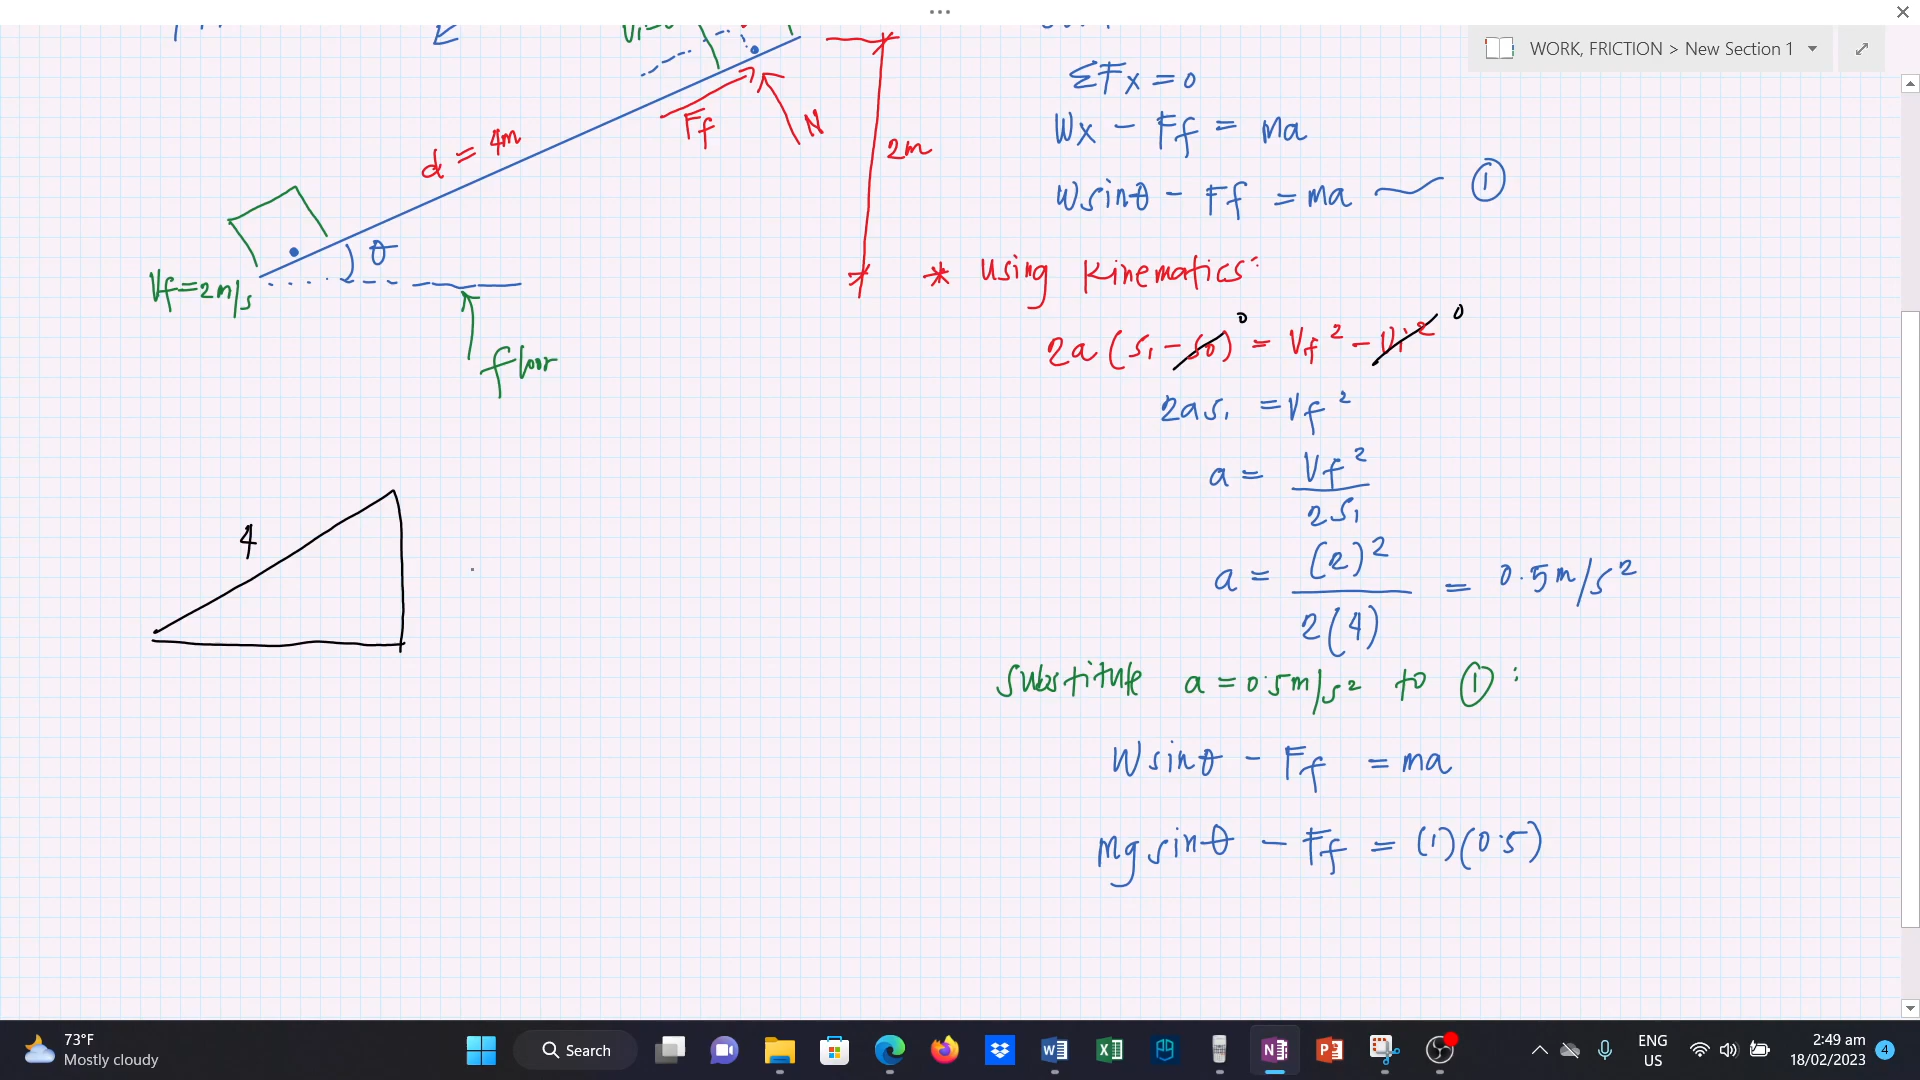 WORK, FRICTION > New Section 1
ΣFx = 0
Wx - Ff = ma
Wsinθ - Ff = ma ①
d = 4m
Ff
N
2m
θ
Vf=2m/s
floor
* Using Kinematics:
2a (S₁ - S₀)⁰ = Vf² - Vi² ⁰
2aS₁ = Vf²
a = Vf² / 2S₁
a = (2)² / 2(4) = 0.5m/s²
4
Substitute a = 0.5m/s² to ① :
Wsinθ - Ff = ma
mgsinθ - Ff = (1)(0.5)
73°F
Mostly cloudy
Search
ENG
US
2:49 am
18/02/2023
4